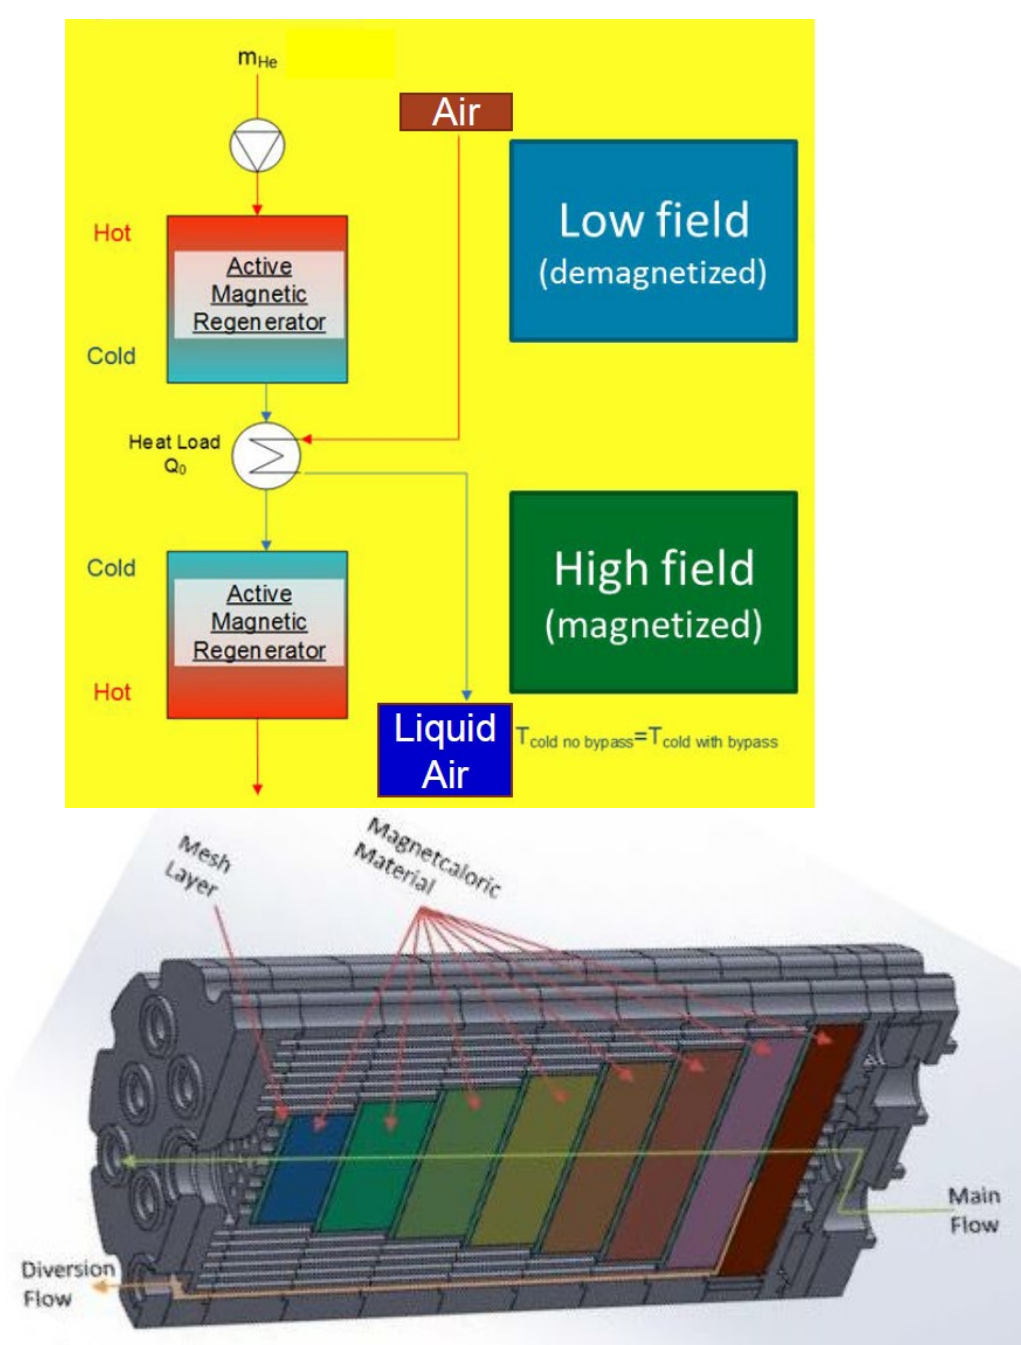 mHe
Air
Low field
(demagnetized)
Hot
Active
Magnetic
Regenerator
Cold
Heat Load
Q0
High field
(magnetized)
Cold
Active
Magnetic
Regenerator
Hot
Liquid
Air
Tcold no bypass=Tcold with bypass
Mesh
Layer
Magnetcaloric
Material
Main
Flow
Diversion
Flow